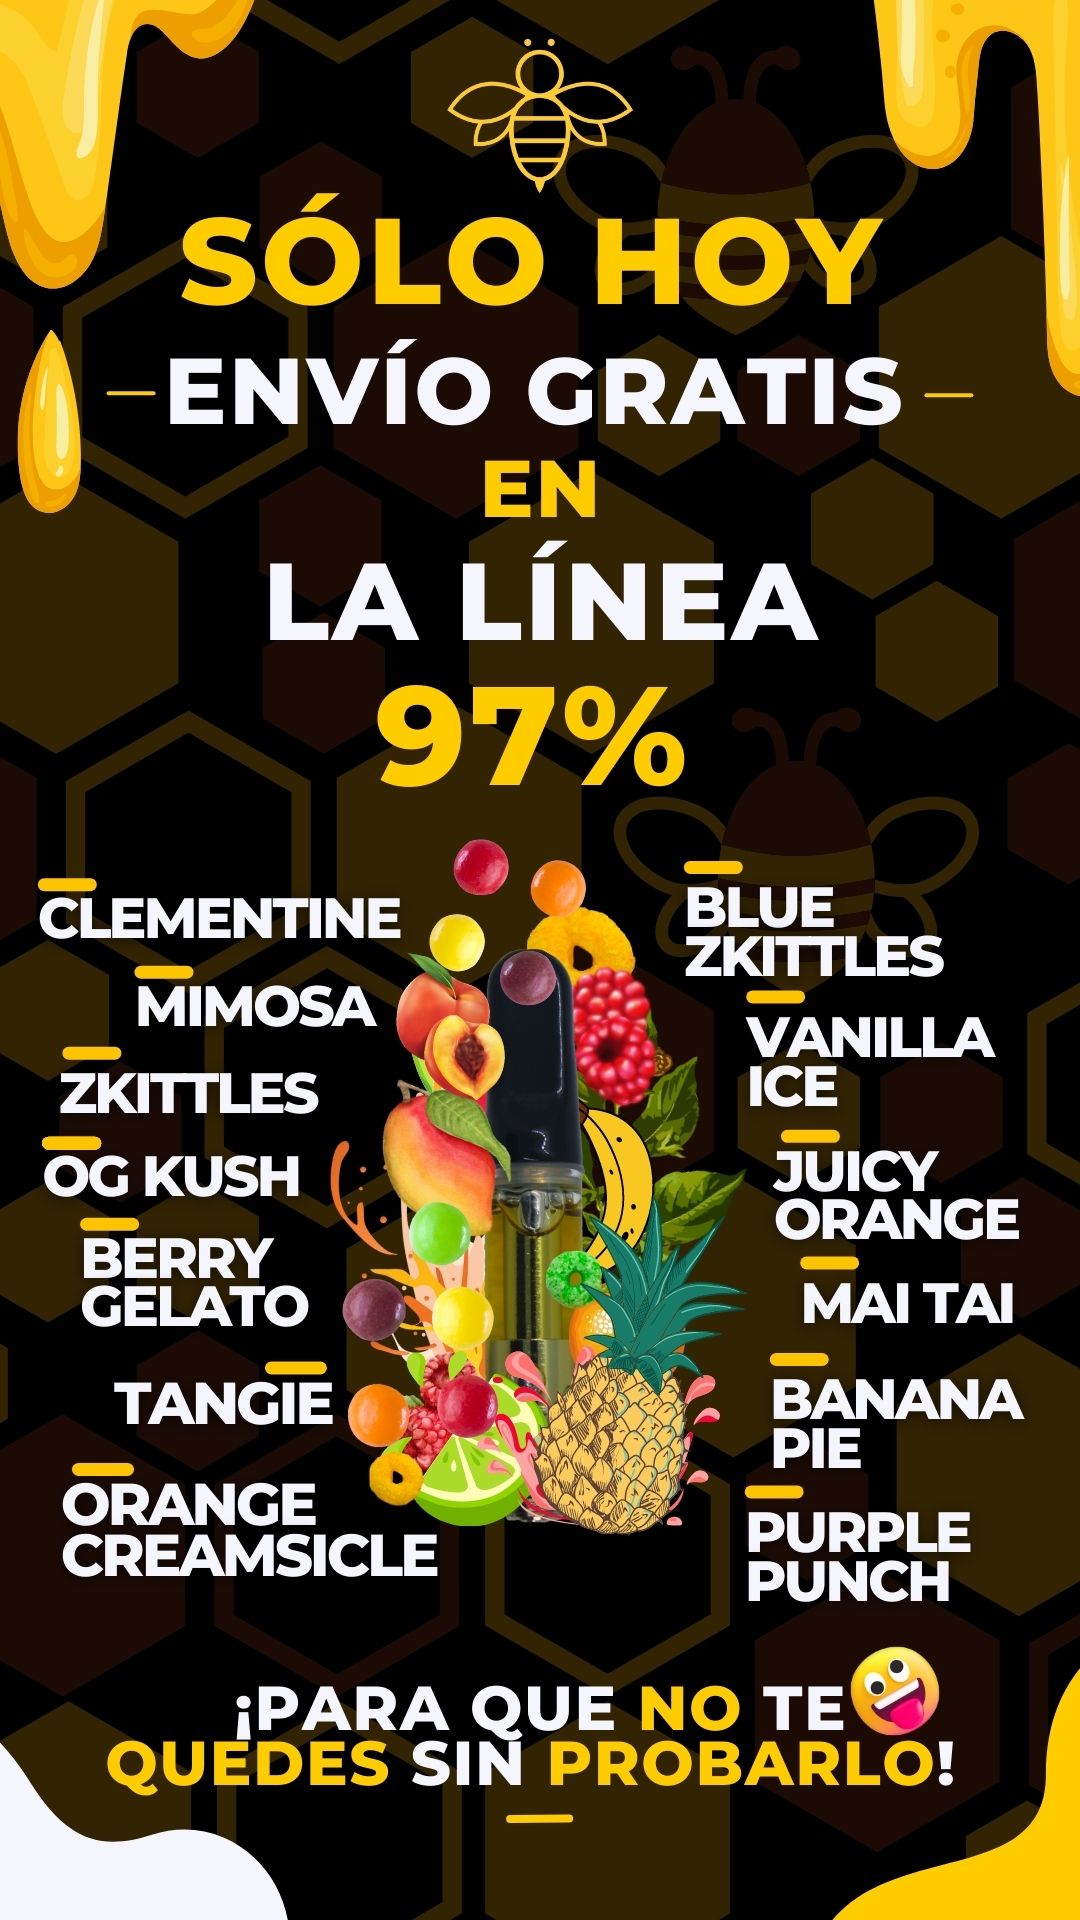 SÓLO HOY
ENVÍO GRATIS
EN
LA LÍNEA
97%
CLEMENTINE
MIMOSA
ZKITTLES
OG KUSH
BERRY
GELATO
TANGIE
ORANGE
CREAMSICLE
BLUE
ZKITTLES
VANILLA
ICE
JUICY
ORANGE
MAI TAI
BANANA
PIE
PURPLE
PUNCH
¡PARA QUE NO TE
QUEDES SIN PROBARLO!